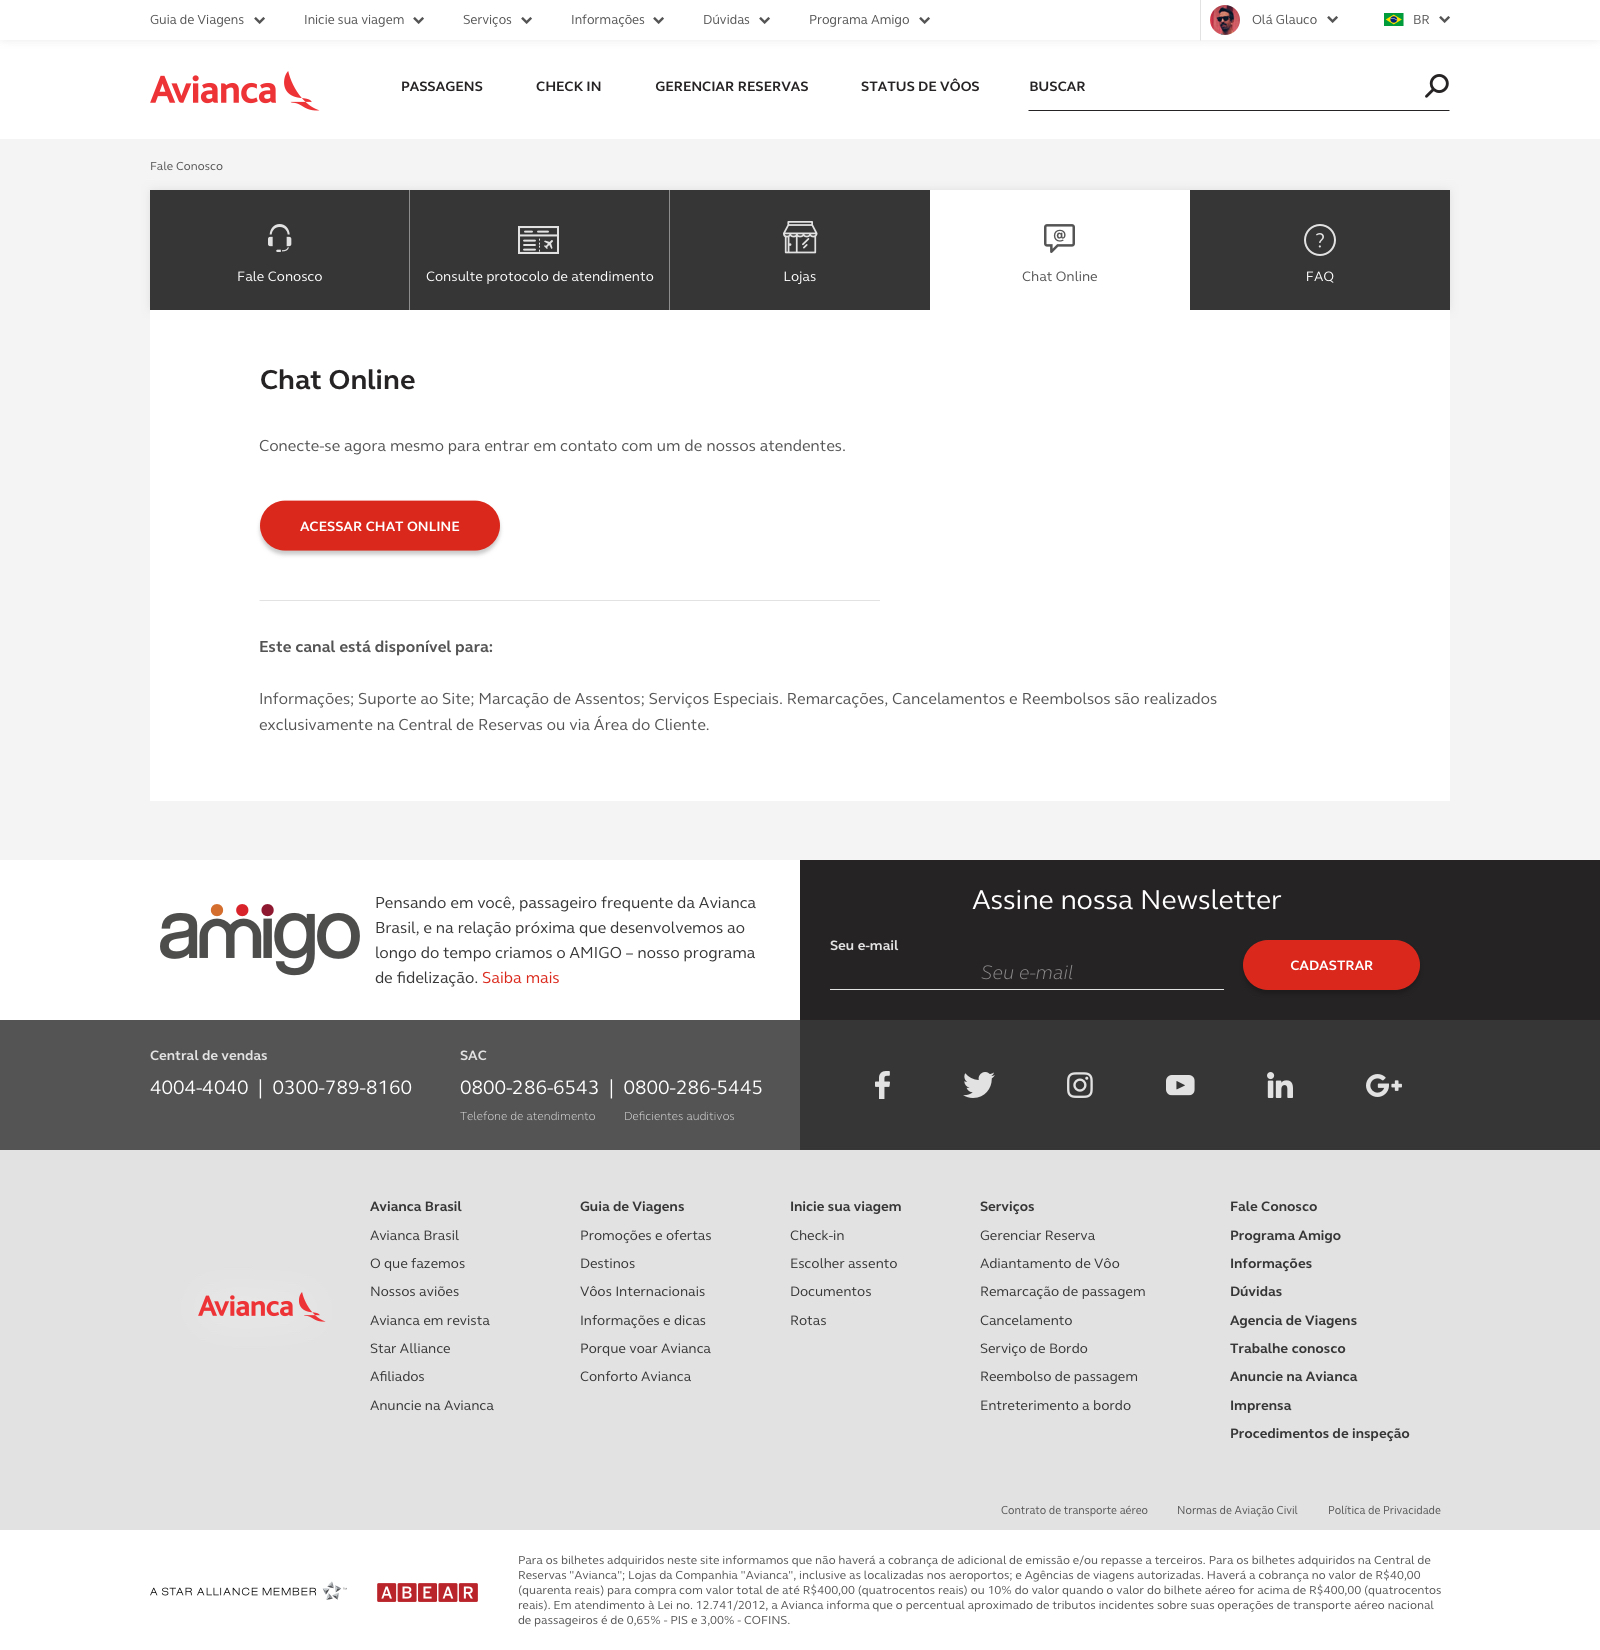 Guia de Viagens
Inicie sua viagem
Serviços
Informações
Dúvidas
Programa Amigo
Olá Glauco
BR
Avianca
PASSAGENS
CHECK IN
GERENCIAR RESERVAS
STATUS DE VÔOS
BUSCAR
Fale Conosco
Fale Conosco
Consulte protocolo de atendimento
Lojas
@
Chat Online
?
FAQ
Chat Online
Conecte-se agora mesmo para entrar em contato com um de nossos atendentes.
ACESSAR CHAT ONLINE
Este canal está disponível para:
Informações; Suporte ao Site; Marcação de Assentos; Serviços Especiais. Remarcações, Cancelamentos e Reembolsos são realizados
exclusivamente na Central de Reservas ou via Área do Cliente.
amigo
Pensando em você, passageiro frequente da Avianca
Brasil, e na relação próxima que desenvolvemos ao
longo do tempo criamos o AMIGO – nosso programa
de fidelização. Saiba mais
Assine nossa Newsletter
Seu e-mail
Seu e-mail
CADASTRAR
Central de vendas
4004-4040 | 0300-789-8160
SAC
0800-286-6543 | 0800-286-5445
Telefone de atendimento
Deficientes auditivos
f
in
G+
Avianca
Avianca Brasil
Avianca Brasil
O que fazemos
Nossos aviões
Avianca em revista
Star Alliance
Afiliados
Anuncie na Avianca
Guia de Viagens
Promoções e ofertas
Destinos
Vôos Internacionais
Informações e dicas
Porque voar Avianca
Conforto Avianca
Inicie sua viagem
Check-in
Escolher assento
Documentos
Rotas
Serviços
Gerenciar Reserva
Adiantamento de Vôo
Remarcação de passagem
Cancelamento
Serviço de Bordo
Reembolso de passagem
Entreterimento a bordo
Fale Conosco
Programa Amigo
Informações
Dúvidas
Agencia de Viagens
Trabalhe conosco
Anuncie na Avianca
Imprensa
Procedimentos de inspeção
Contrato de transporte aéreo
Normas de Aviação Civil
Política de Privacidade
A STAR ALLIANCE MEMBER
ABEAR
Para os bilhetes adquiridos neste site informamos que não haverá a cobrança de adicional de emissão e/ou repasse a terceiros. Para os bilhetes adquiridos na Central de
Reservas "Avianca"; Lojas da Companhia "Avianca", inclusive as localizadas nos aeroportos; e Agências de viagens autorizadas. Haverá a cobrança no valor de R$40,00
(quarenta reais) para compra com valor total de até R$400,00 (quatrocentos reais) ou 10% do valor quando o valor do bilhete aéreo for acima de R$400,00 (quatrocentos
reais). Em atendimento à Lei no. 12.741/2012, a Avianca informa que o percentual aproximado de tributos incidentes sobre suas operações de transporte aéreo nacional
de passageiros é de 0,65% - PIS e 3,00% - COFINS.